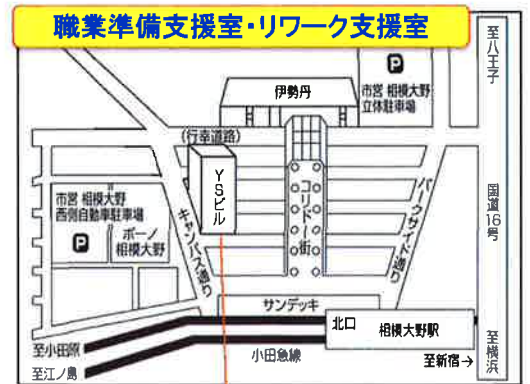 職業準備支援室・リワーク支援室
至八王子
P
市営 相模大野
立体駐車場
伊勢丹
(行幸道路)
YSビル
コリドー街
市営 相模大野
西側自動車駐車場
P
ボーノ
相模大野
キャンパス通り
パークサイド通り
国道16号
サンデッキ
北口
相模大野駅
至小田原
至江ノ島
小田急線
至新宿→
至横浜